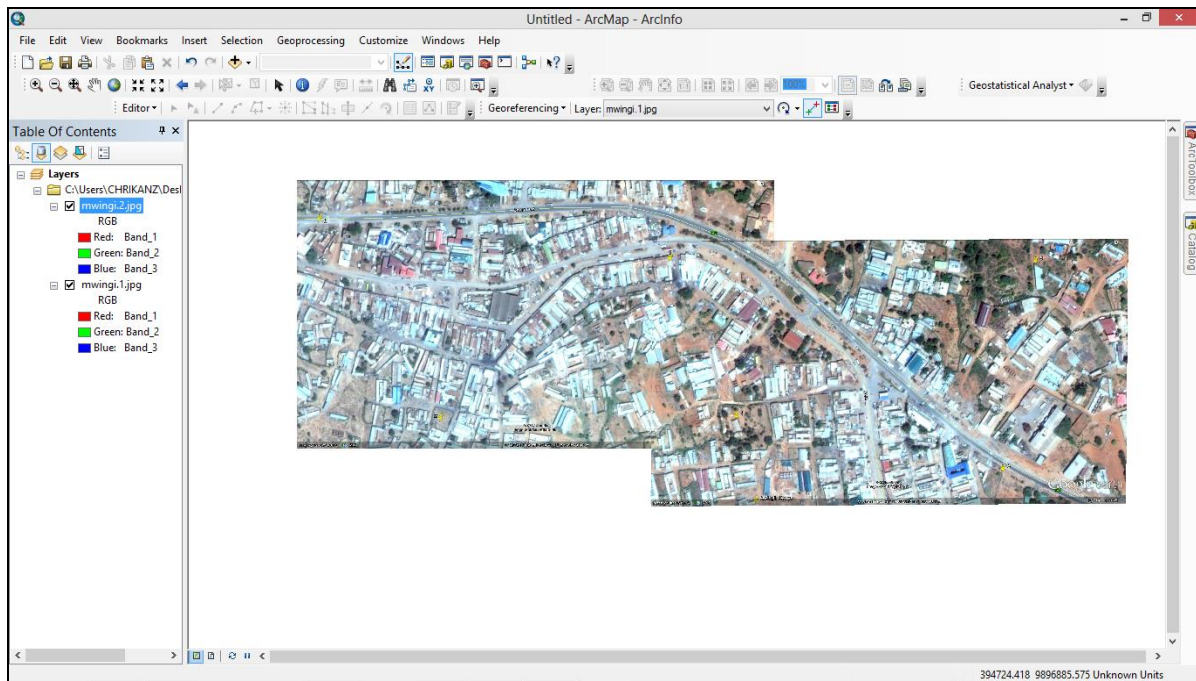 Untitled - ArcMap - ArcInfo
File Edit View Bookmarks Insert Selection Geoprocessing Customize Windows Help
100%
Geostatistical Analyst
Editor Georeferencing Layer: mwingi.1.jpg
Table Of Contents
Layers
C:\Users\CHRIKANZ\Des
mwingi.2.jpg
RGB
Red: Band_1
Green: Band_2
Blue: Band_3
mwingi.1.jpg
RGB
Red: Band_1
Green: Band_2
Blue: Band_3
ArcToolbox
Catalog
394724.418 9896885.575 Unknown Units